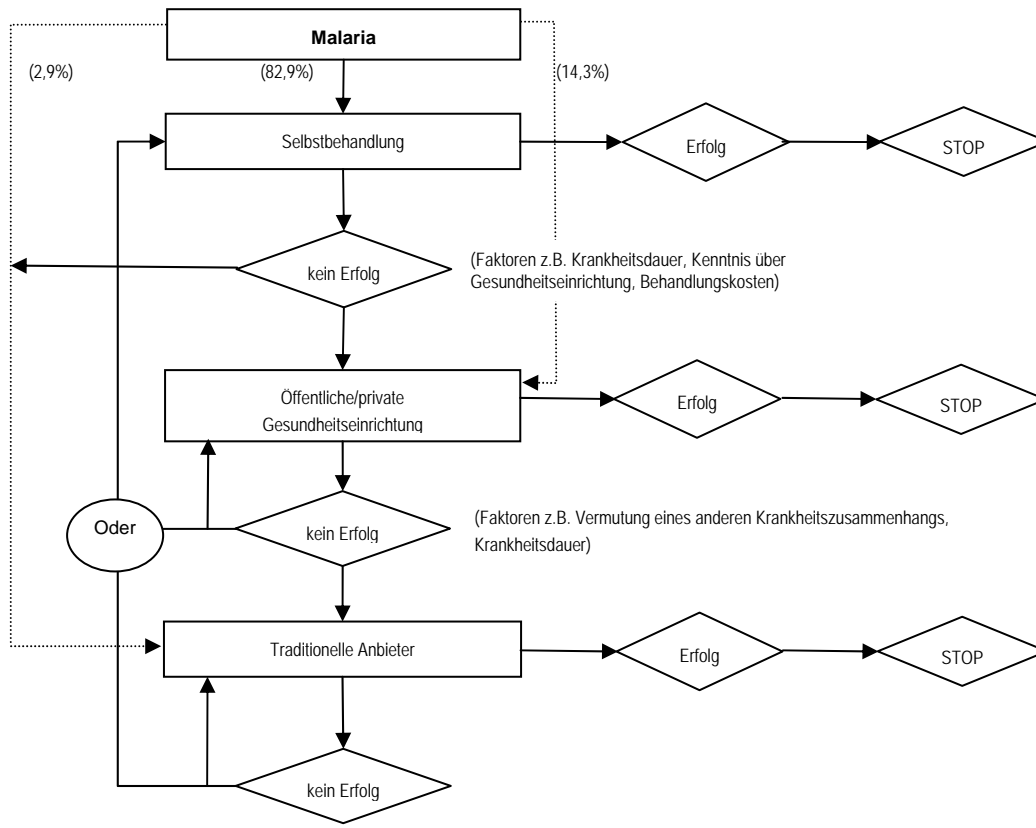 Malaria
(2,9%)
(82,9%)
(14,3%)
Selbstbehandlung
Erfolg
STOP
kein Erfolg
(Faktoren z.B. Krankheitsdauer, Kenntnis über
Gesundheitseinrichtung, Behandlungskosten)
Öffentliche/private
Gesundheitseinrichtung
Erfolg
STOP
Oder
kein Erfolg
(Faktoren z.B. Vermutung eines anderen Krankheitszusammenhangs,
Krankheitsdauer)
Traditionelle Anbieter
Erfolg
STOP
kein Erfolg